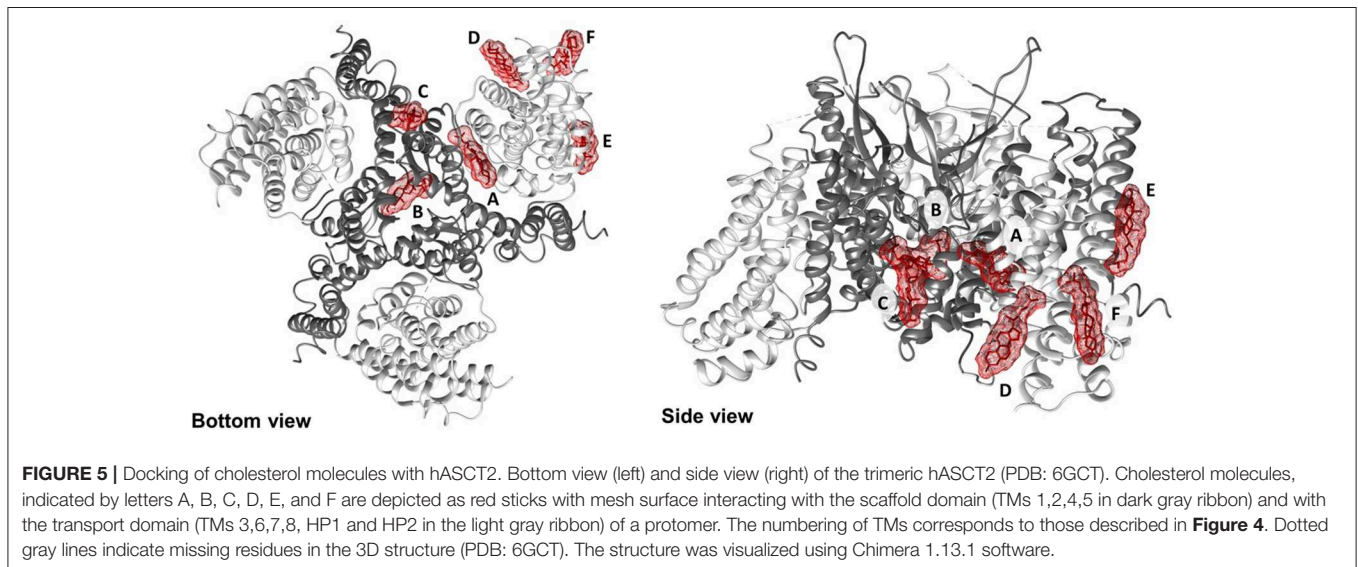 D
F
C
E
B
A
Bottom view
E
B
A
C
F
D
Side view
FIGURE 5 | Docking of cholesterol molecules with hASCT2. Bottom view (left) and side view (right) of the trimeric hASCT2 (PDB: 6GCT). Cholesterol molecules,
indicated by letters A, B, C, D, E, and F are depicted as red sticks with mesh surface interacting with the scaffold domain (TMs 1,2,4,5 in dark gray ribbon) and with
the transport domain (TMs 3,6,7,8, HP1 and HP2 in the light gray ribbon) of a protomer. The numbering of TMs corresponds to those described in Figure 4. Dotted
gray lines indicate missing residues in the 3D structure (PDB: 6GCT). The structure was visualized using Chimera 1.13.1 software.